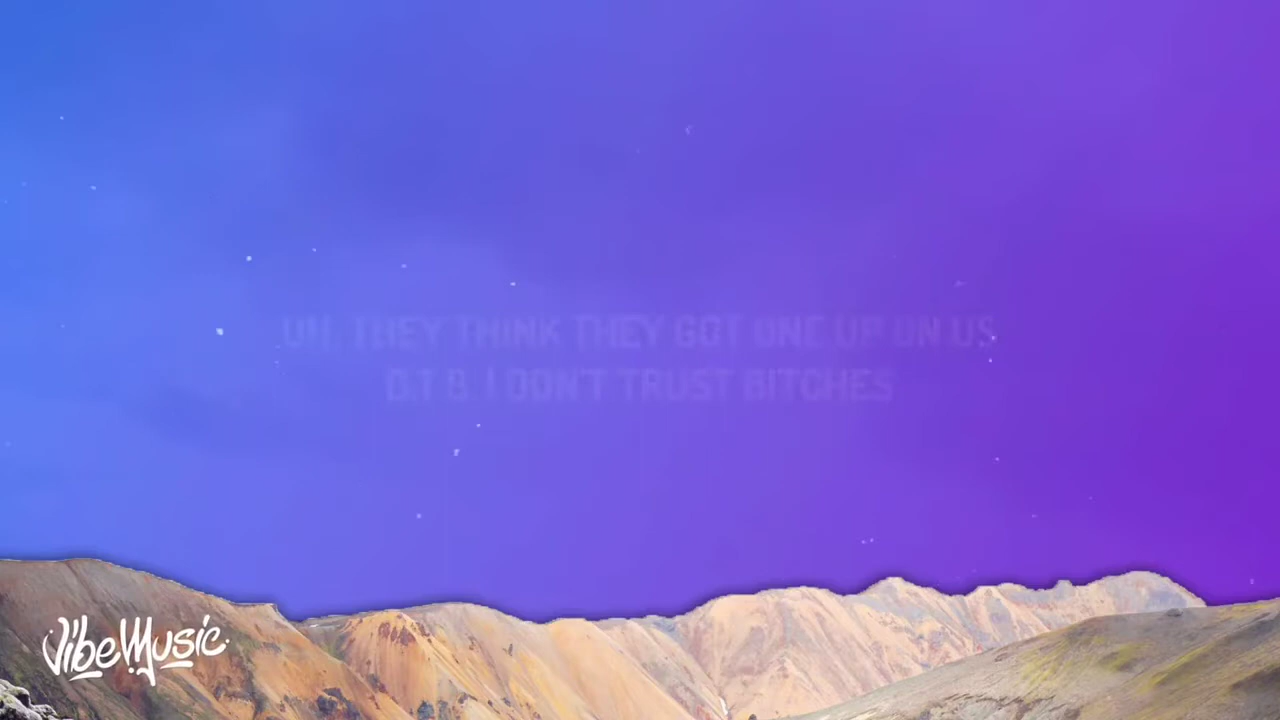 UH, THEY THINK THEY GOT ONE UP ON US
D.T.B. I DON'T TRUST BITCHES
VibeMusic